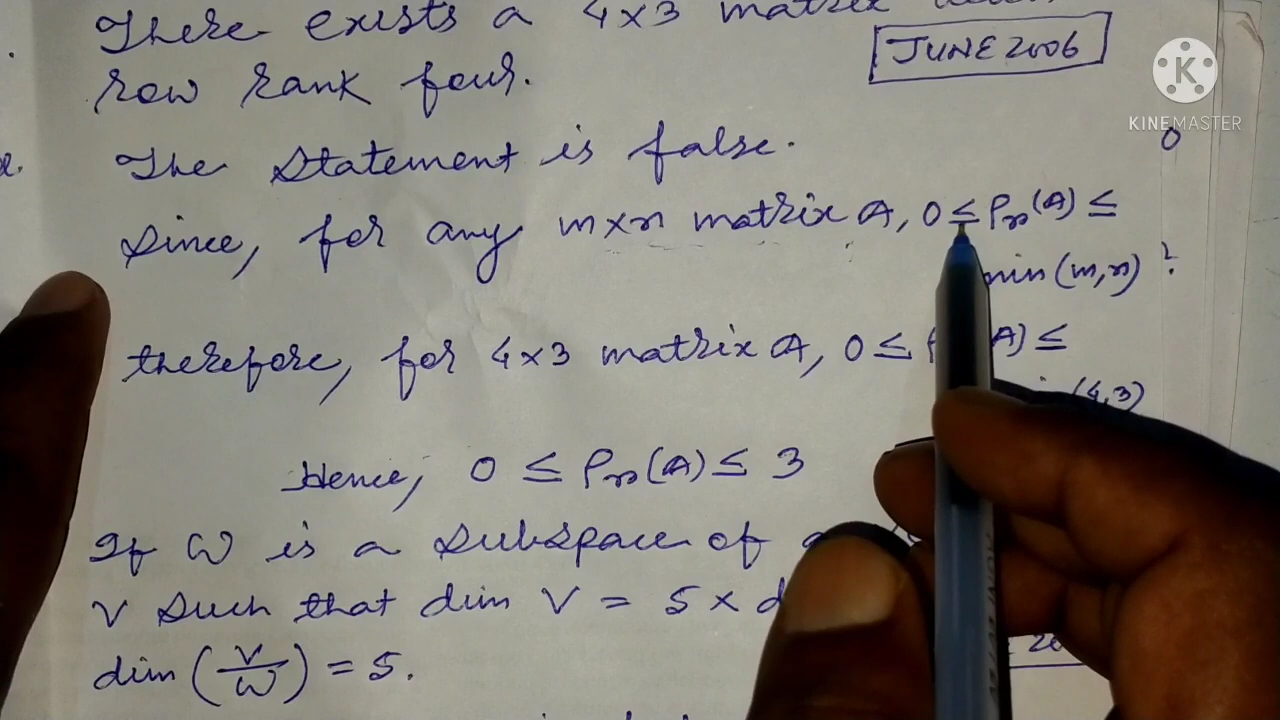 There exists a 4×3 matrix
JUNE 2006
row rank four.
KINEMASTER
The statement is false.
Since, for any m×n matrix A, 0 ≤ ρr(A) ≤
min(m,n)
therefore, for 4×3 matrix A, 0 ≤ A) ≤
(4,3)
Hence, 0 ≤ ρr(A) ≤ 3
If W is a subspace of
V such that dim V = 5 ×
dim (V/W) = 5.